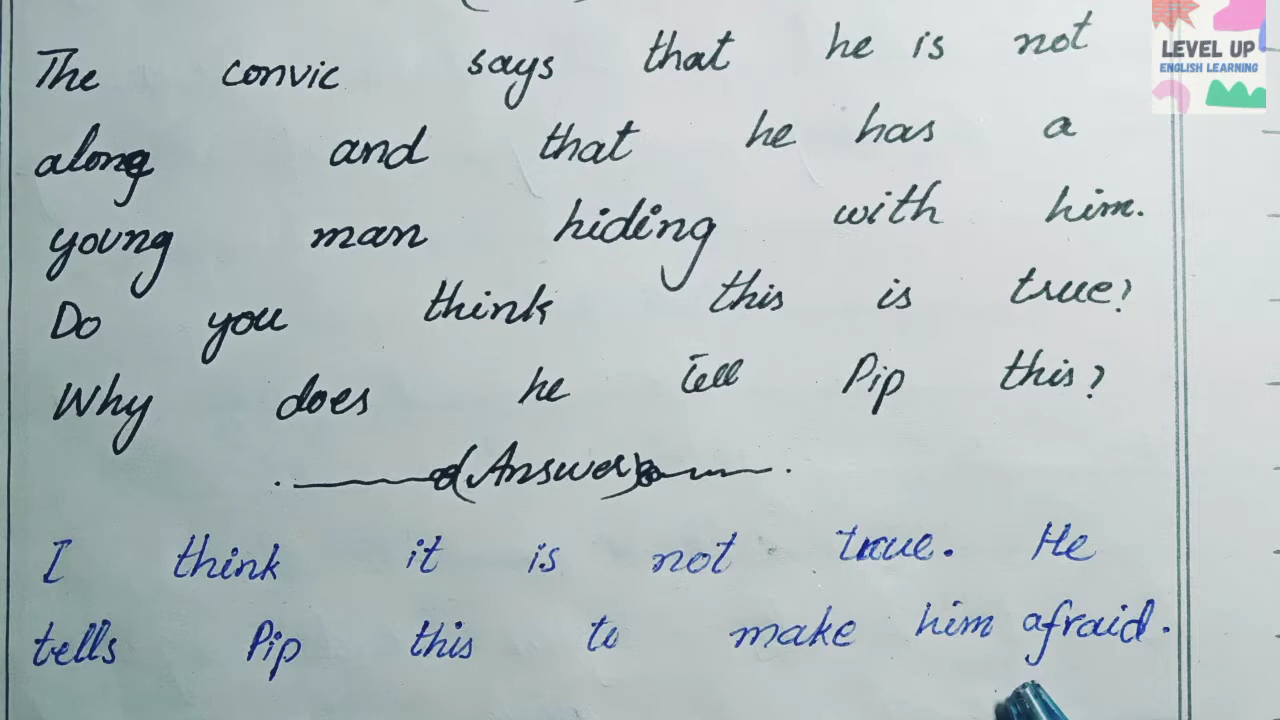 The convic says that he is not
LEVEL UP
ENGLISH LEARNING
along and that he has a
young man hiding with him.
Do you think this is true?
Why does he tell Pip this?
(Answer)
I think it is not true. He
tells Pip this to make him afraid.